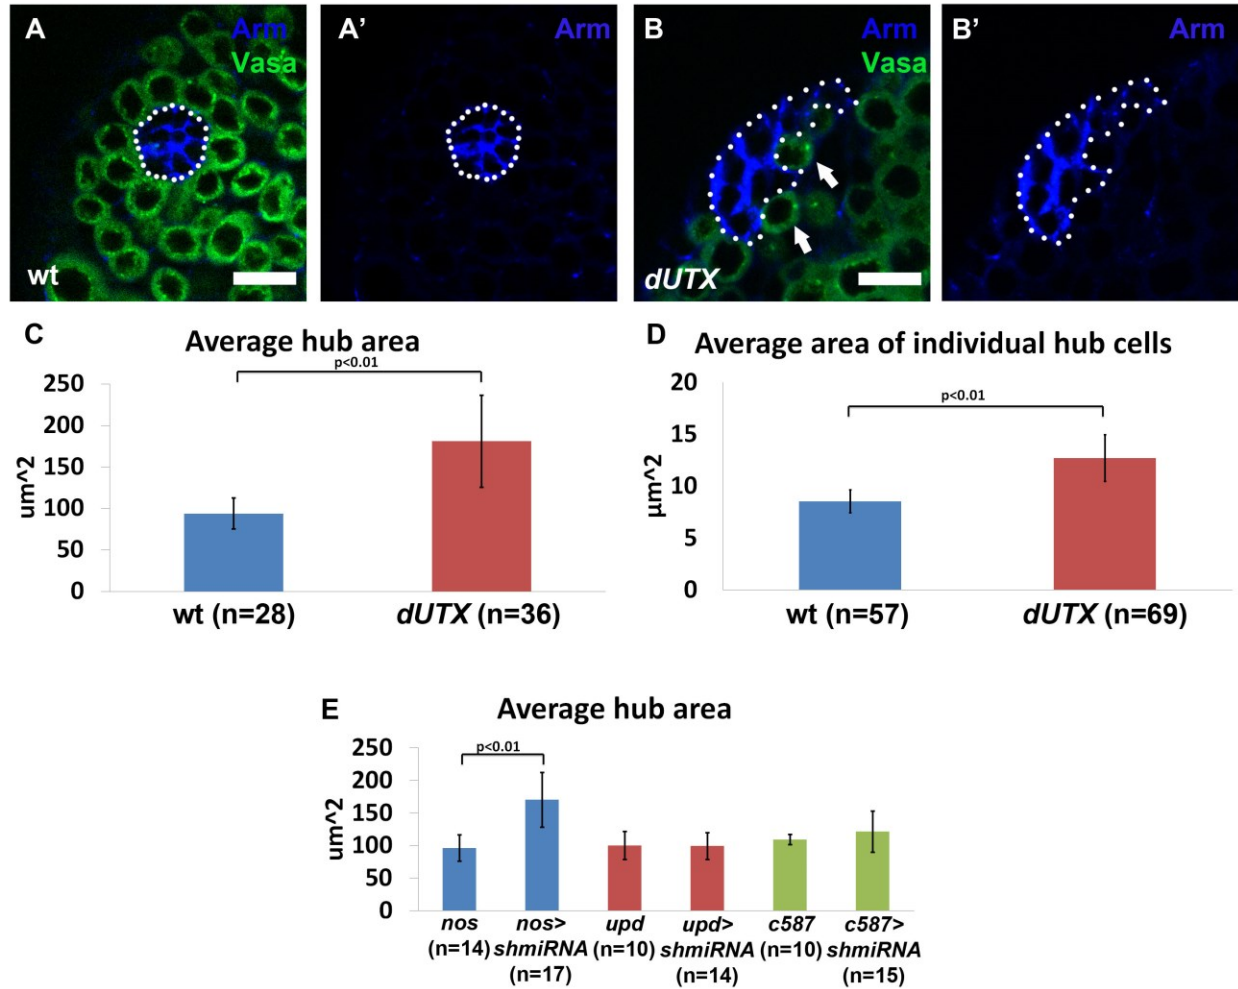 A Arm
Vasa
wt
A' Arm
B Arm
Vasa
dUTX
B' Arm
C Average hub area
p<0.01
250
200
150
100
50
0
um^2
wt (n=28) dUTX (n=36)
D Average area of individual hub cells
p<0.01
20
15
10
5
0
µm^2
wt (n=57) dUTX (n=69)
E Average hub area
p<0.01
250
200
150
100
50
0
um^2
nos
(n=14)
nos>
shmiRNA
(n=17)
upd
(n=10)
upd>
shmiRNA
(n=14)
c587
(n=10)
c587>
shmiRNA
(n=15)